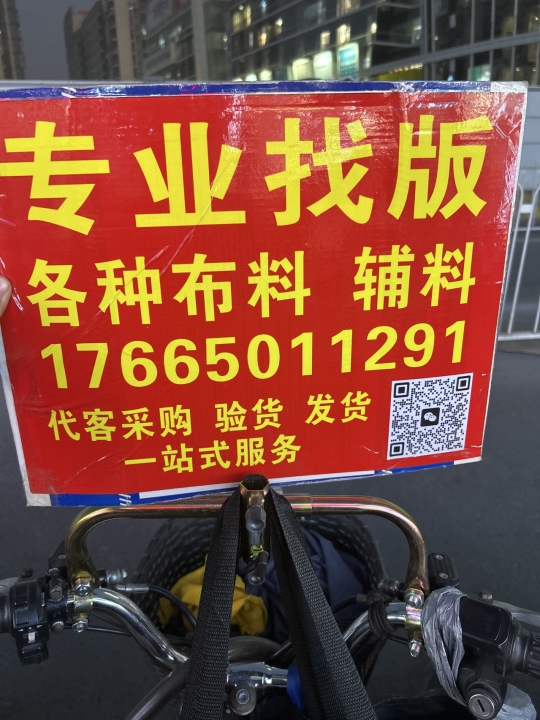 专业找版
各种布料 辅料
17665011291
代客采购 验货 发货
一站式服务